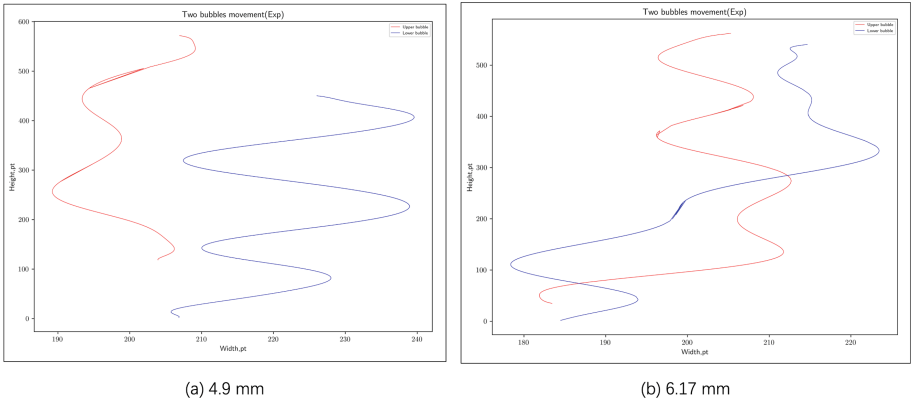 Two bubbles movement(Exp)
Upper bubble
Lower bubble
600
500
400
300
200
100
0
Height,pt
190
200
210
220
230
240
Width,pt
(a) 4.9 mm
Two bubbles movement(Exp)
Upper bubble
Lower bubble
500
400
300
200
100
0
Height,pt
180
190
200
210
220
Width,pt
(b) 6.17 mm